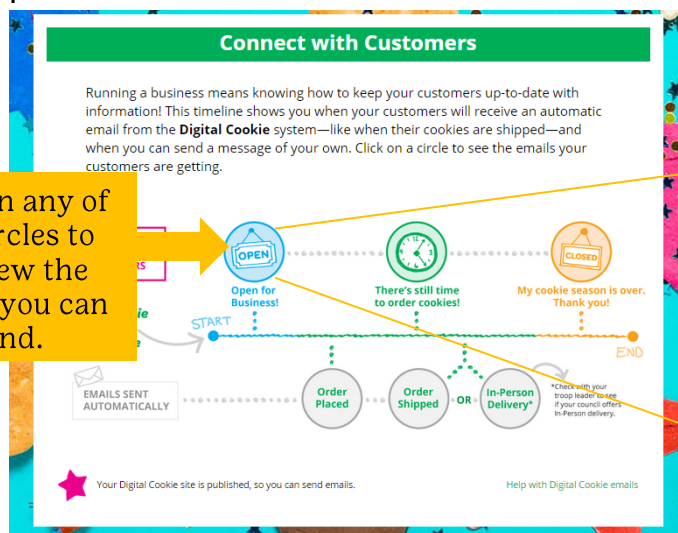 Connect with Customers
Running a business means knowing how to keep your customers up-to-date with
information! This timeline shows you when your customers will receive an automatic
email from the Digital Cookie system—like when their cookies are shipped—and
when you can send a message of your own. Click on a circle to see the emails your
customers are getting.
any of
to
the
you can
OPEN
CLOSED
Open for
Business!
There's still time
to order cookies!
My cookie season is over.
Thank you!
START
END
EMAILS SENT
AUTOMATICALLY
Order
Placed
Order
Shipped
OR
In-Person
Delivery*
*Check with your
troop leader to see
if your council offers
In-Person delivery.
Your Digital Cookie site is published, so you can send emails.
Help with Digital Cookie emails